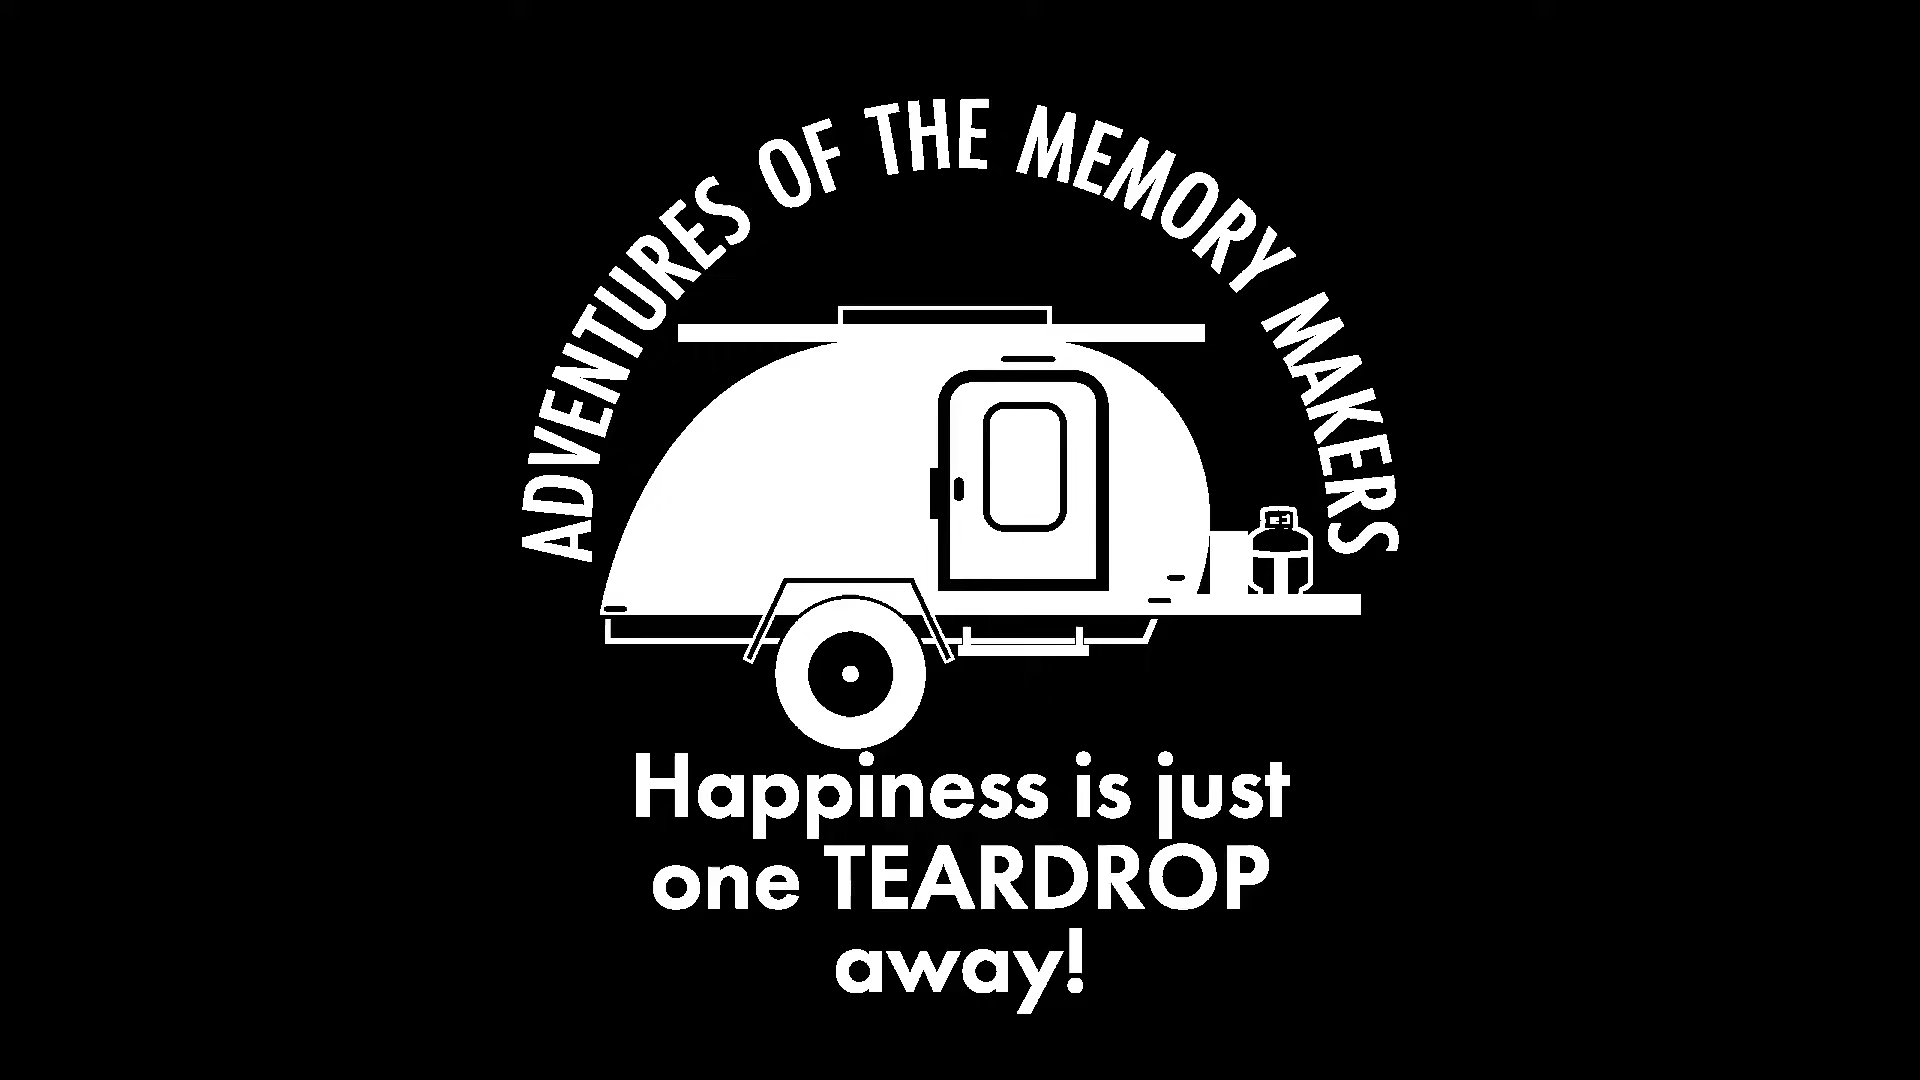 ADVENTURES OF THE MEMORY MAKERS
Happiness is just
one TEARDROP
away!